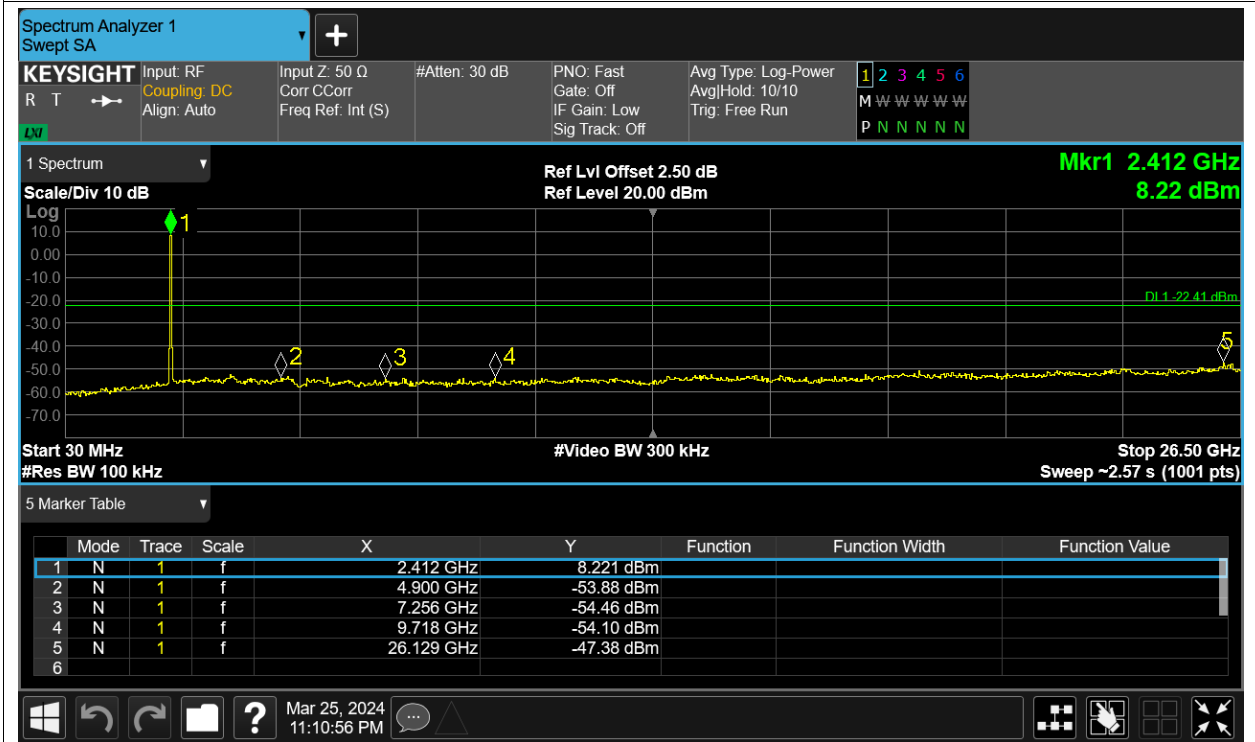 Spectrum Analyzer 1
Swept SA
+
KEYSIGHT Input: RF Input Z: 50 Ω #Atten: 30 dB PNO: Fast Avg Type: Log-Power 1 2 3 4 5 6
R T Coupling: DC Corr CCorr Gate: Off Avg|Hold: 10/10 M W W W W W
Align: Auto Freq Ref: Int (S) IF Gain: Low Trig: Free Run
LXI Sig Track: Off P N N N N N
1 Spectrum Ref Lvl Offset 2.50 dB Mkr1 2.412 GHz
Scale/Div 10 dB Ref Level 20.00 dBm 8.22 dBm
Log
1
10.0
0.00
-10.0
-20.0 DL1 -22.41 dBm
-30.0
-40.0 2 3 4 5
-50.0
-60.0
-70.0
Start 30 MHz #Video BW 300 kHz Stop 26.50 GHz
#Res BW 100 kHz Sweep ~2.57 s (1001 pts)
5 Marker Table
Mode Trace Scale X Y Function Function Width Function Value
1 N 1 f 2.412 GHz 8.221 dBm
2 N 1 f 4.900 GHz -53.88 dBm
3 N 1 f 7.256 GHz -54.46 dBm
4 N 1 f 9.718 GHz -54.10 dBm
5 N 1 f 26.129 GHz -47.38 dBm
6
? Mar 25, 2024
11:10:56 PM